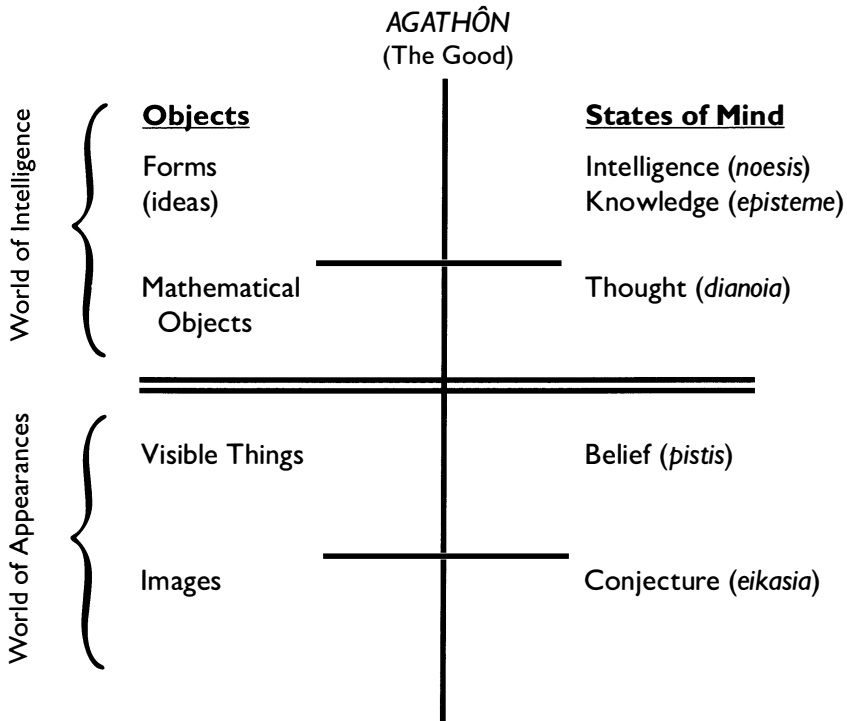 AGATHÔN
(The Good)
World of Intelligence
Objects
States of Mind
Forms
(ideas)
Intelligence (noesis)
Knowledge (episteme)
Mathematical
Objects
Thought (dianoia)
World of Appearances
Visible Things
Belief (pistis)
Images
Conjecture (eikasia)